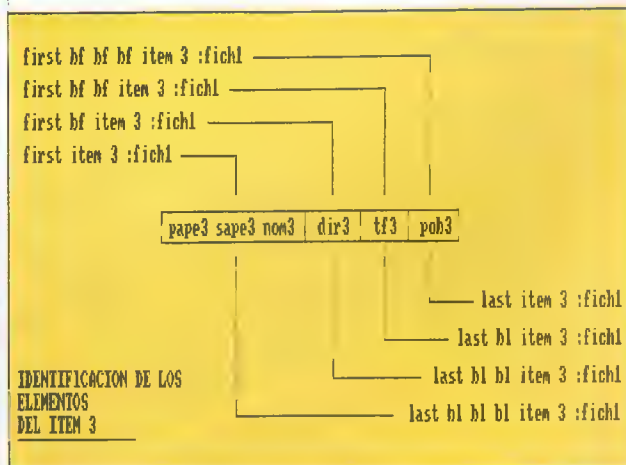 first bf bf bf item 3 :fich1
first bf bf item 3 :fich1
first bf item 3 :fich1
first item 3 :fich1
pape3 sape3 nom3 dir3 tf3 pob3
last item 3 :fich1
last bl item 3 :fich1
last bl bl item 3 :fich1
last bl bl bl item 3 :fich1
IDENTIFICACION DE LOS
ELEMENTOS
DEL ITEM 3